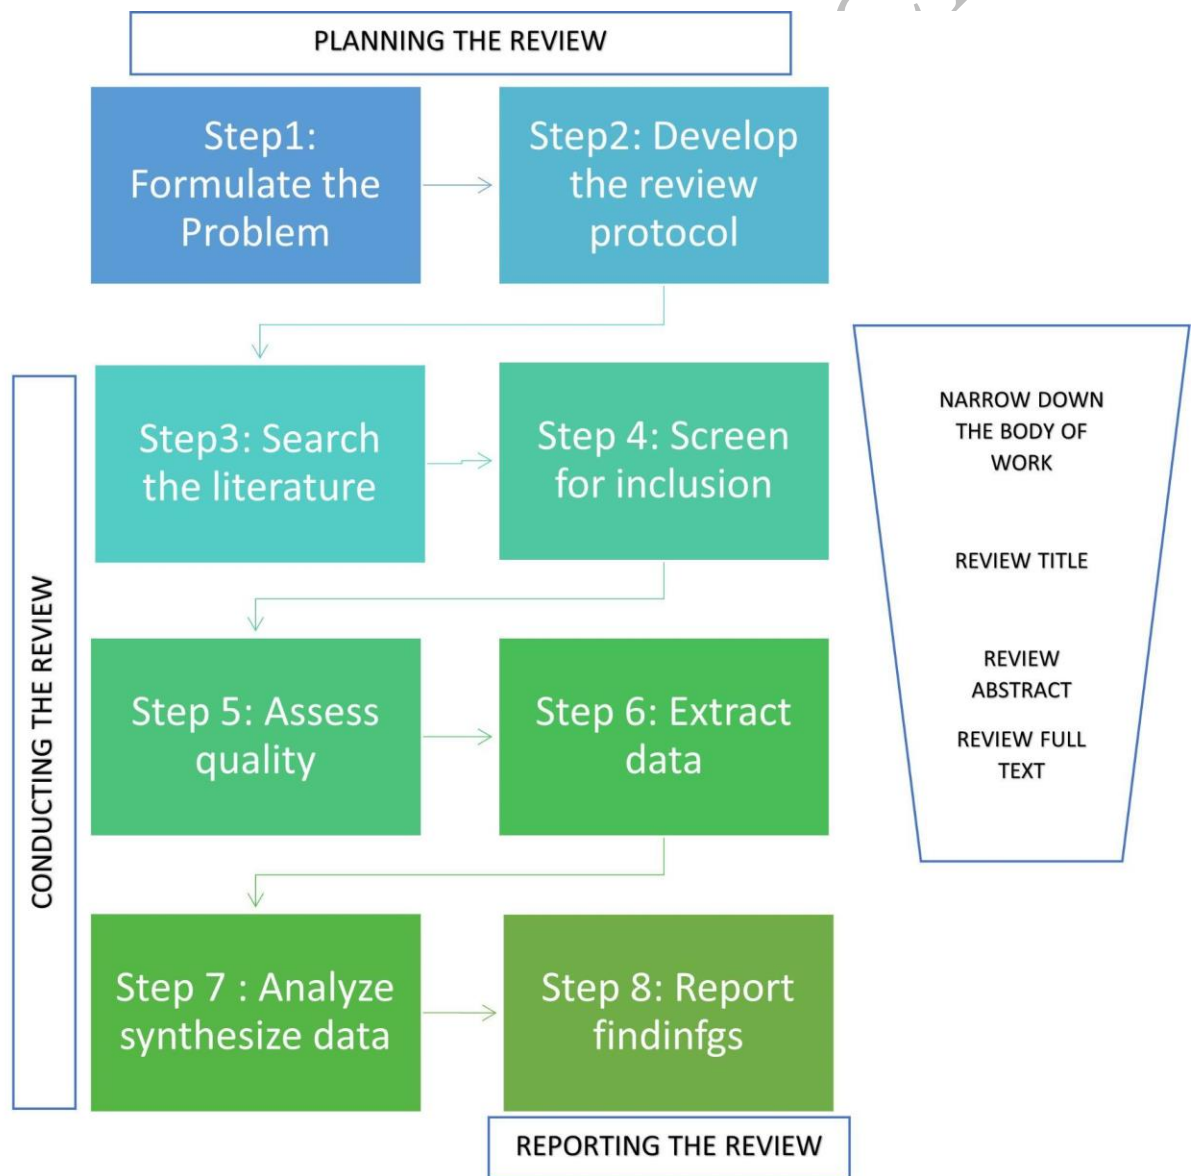 PLANNING THE REVIEW
Step1:
Formulate the
Problem
Step2: Develop
the review
protocol
Step3: Search
the literature
Step 4: Screen
for inclusion
NARROW DOWN
THE BODY OF
WORK
REVIEW TITLE
REVIEW
ABSTRACT
REVIEW FULL
TEXT
CONDUCTING THE REVIEW
Step 5: Assess
quality
Step 6: Extract
data
Step 7 : Analyze
synthesize data
Step 8: Report
findinfgs
REPORTING THE REVIEW